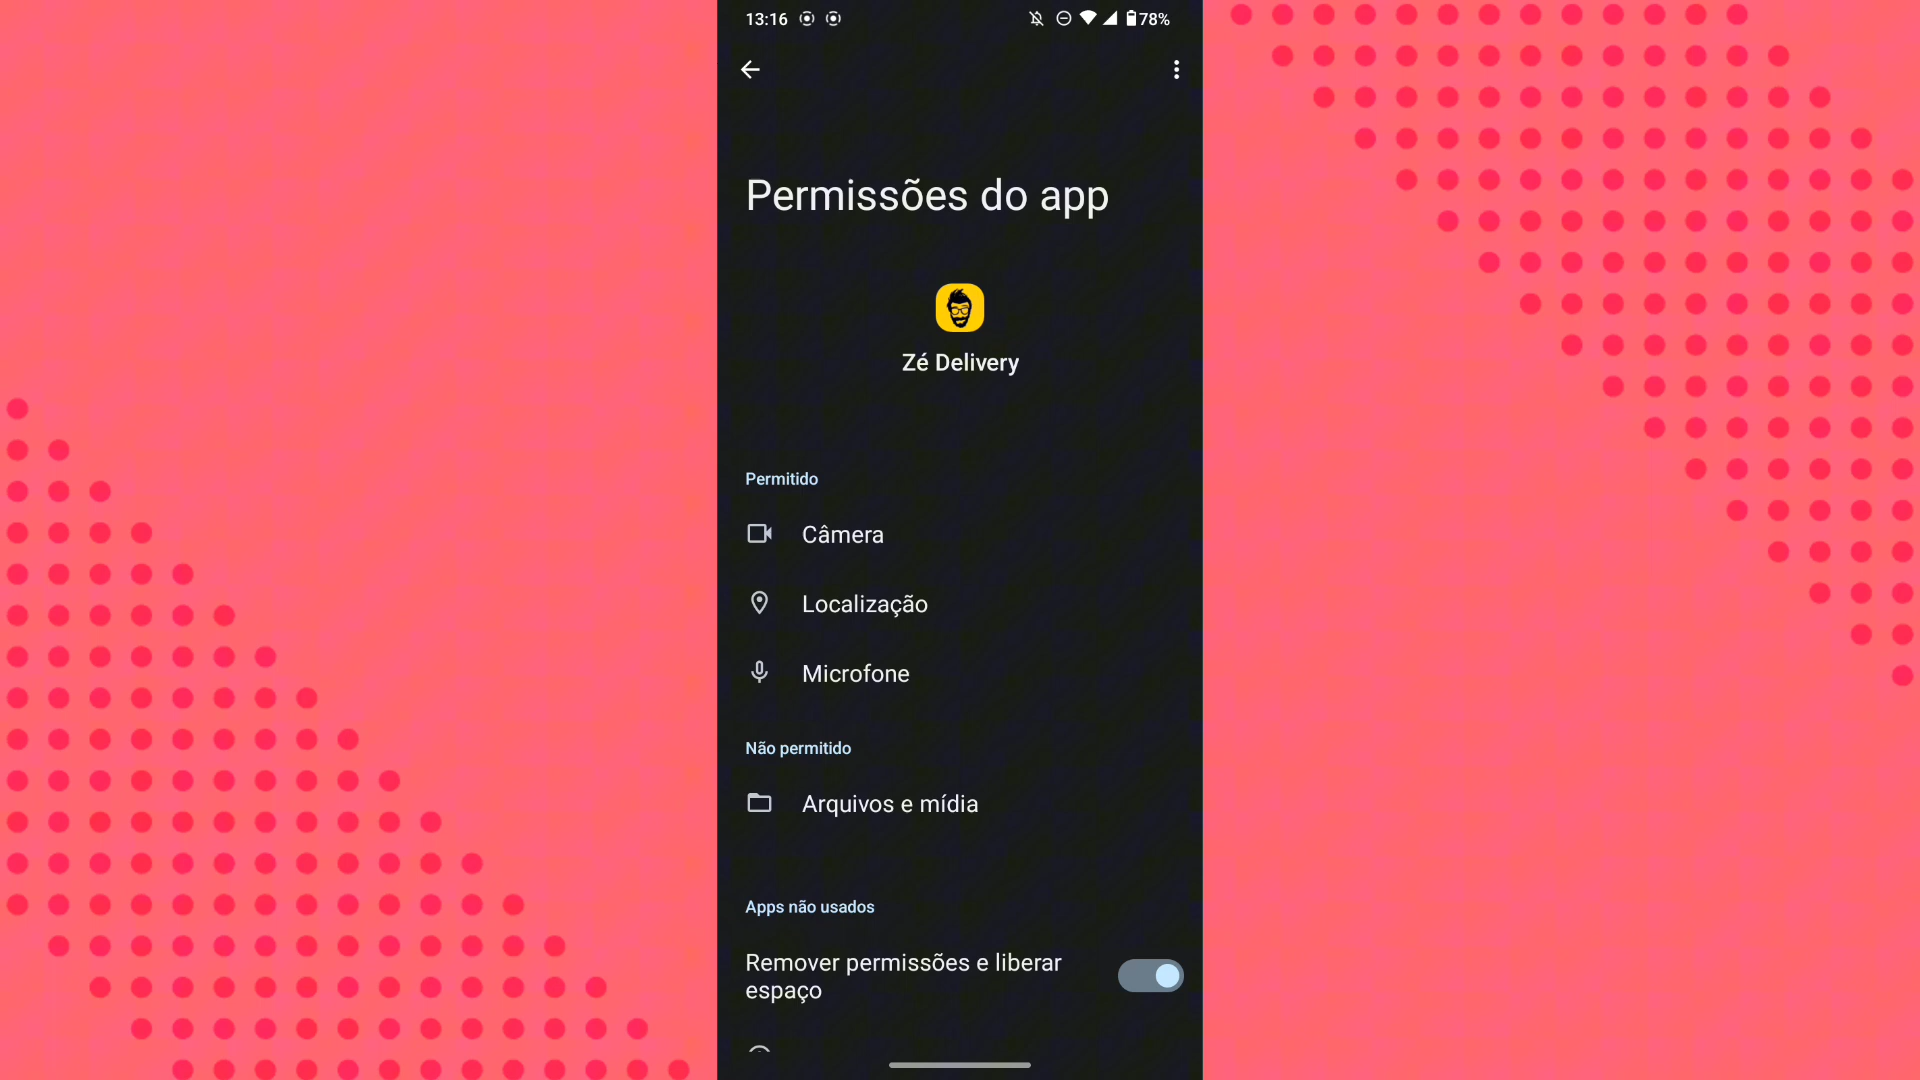 13:16
78%
Permissões do app
Zé Delivery
Permitido
Câmera
Localização
Microfone
Não permitido
Arquivos e mídia
Apps não usados
Remover permissões e liberar
espaço